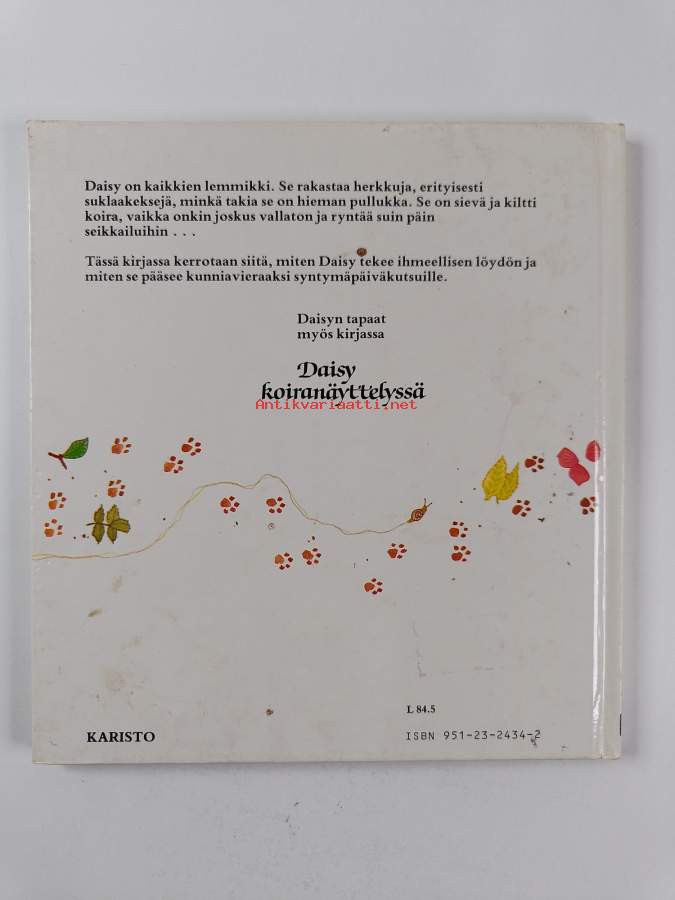 Daisy on kaikkien lemmikki. Se rakastaa herkkuja, erityisesti
suklaakeksejä, minkä takia se on hieman pullukka. Se on sievä ja kiltti
koira, vaikka onkin joskus vallaton ja ryntää suin päin
seikkailuihin . . .
Tässä kirjassa kerrotaan siitä, miten Daisy tekee ihmeellisen löydön ja
miten se pääsee kunniavieraaksi syntymäpäiväkutsuille.
Daisyn tapaat
myös kirjassa
Daisy
koiranäyttelyssä
Antikvariaatti.net
L 84.5
KARISTO
ISBN 951-23-2434-2